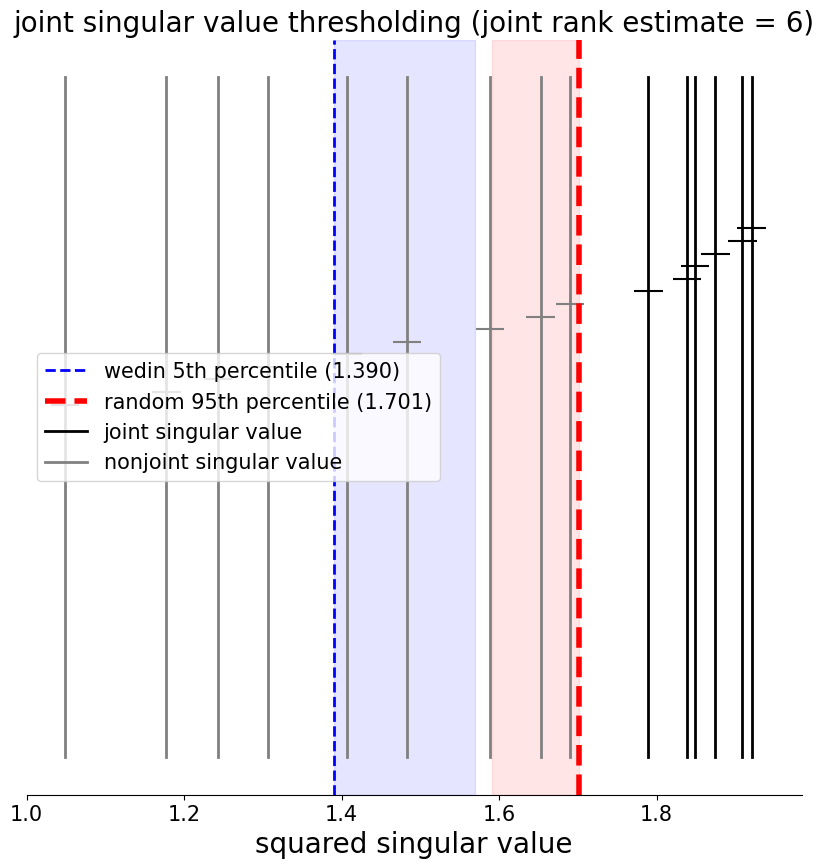 joint singular value thresholding (joint rank estimate = 6)
wedin 5th percentile (1.390)
random 95th percentile (1.701)
joint singular value
nonjoint singular value
1.0 1.2 1.4 1.6 1.8
squared singular value